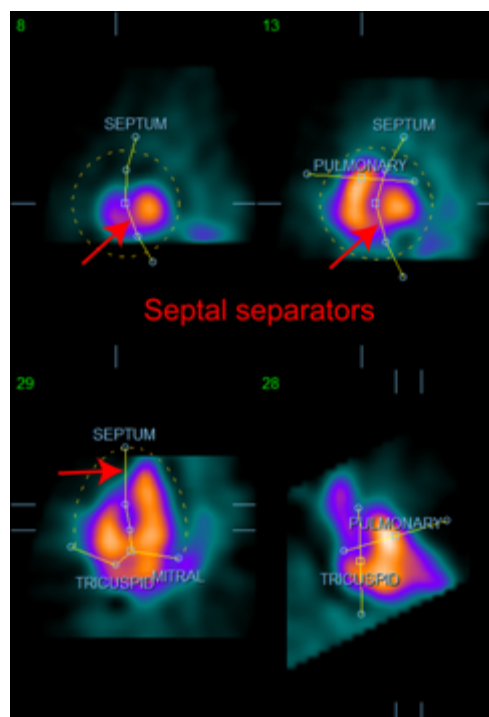 8
13
SEPTUM
SEPTUM
PULMONARY
Septal separators
29
28
SEPTUM
PULMONARY
TRICUSPID
MITRAL
TRICUSPID